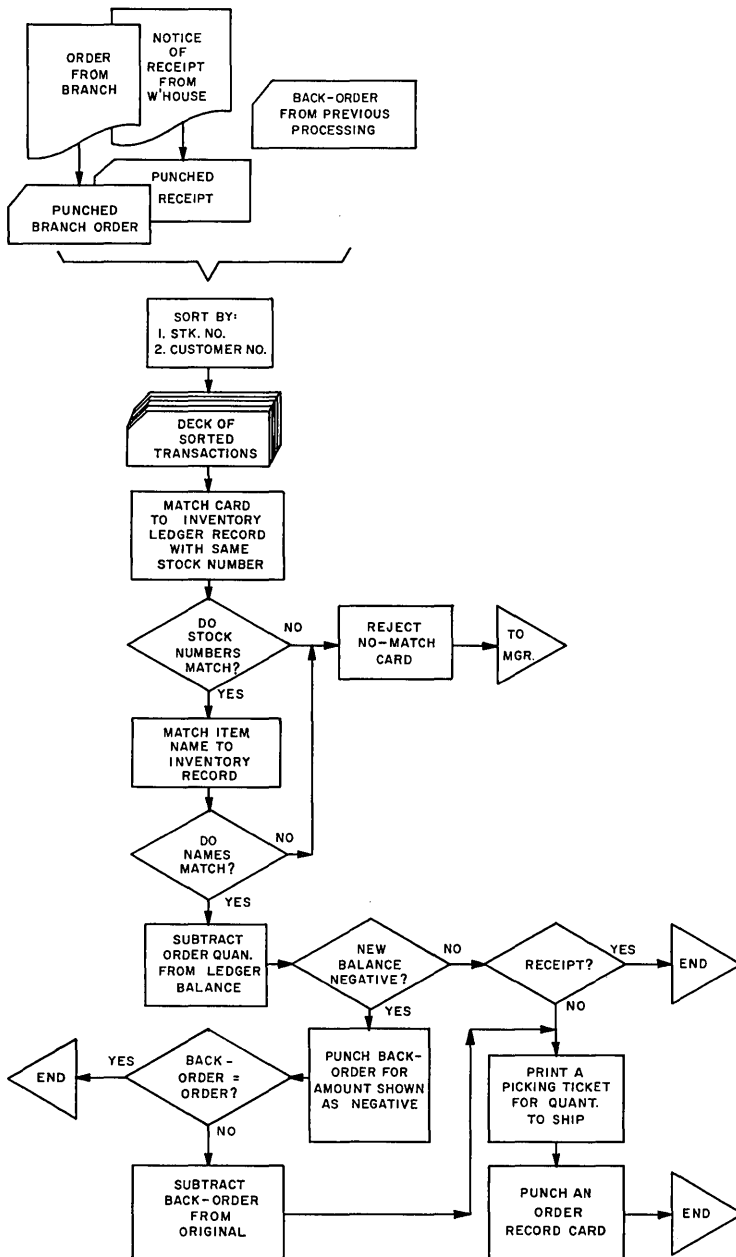 ORDER
FROM
BRANCH
NOTICE
OF
RECEIPT
FROM
W'HOUSE
BACK-ORDER
FROM PREVIOUS
PROCESSING
PUNCHED
RECEIPT
PUNCHED
BRANCH ORDER
SORT BY:
1. STK. NO.
2. CUSTOMER NO.
DECK OF
SORTED
TRANSACTIONS
MATCH CARD
TO INVENTORY
LEDGER RECORD
WITH SAME
STOCK NUMBER
DO
STOCK
NUMBERS
MATCH?
NO
REJECT
NO-MATCH
CARD
TO
MGR.
YES
MATCH ITEM
NAME TO
INVENTORY
RECORD
DO
NAMES
MATCH?
NO
YES
SUBTRACT
ORDER QUAN.
FROM LEDGER
BALANCE
NEW
BALANCE
NEGATIVE?
NO
RECEIPT?
YES
END
YES
NO
END
YES
BACK-
ORDER =
ORDER?
PUNCH BACK-
ORDER FOR
AMOUNT SHOWN
AS NEGATIVE
PRINT A
PICKING TICKET
FOR QUANT.
TO SHIP
NO
SUBTRACT
BACK-ORDER
FROM
ORIGINAL
PUNCH AN
ORDER
RECORD CARD
END